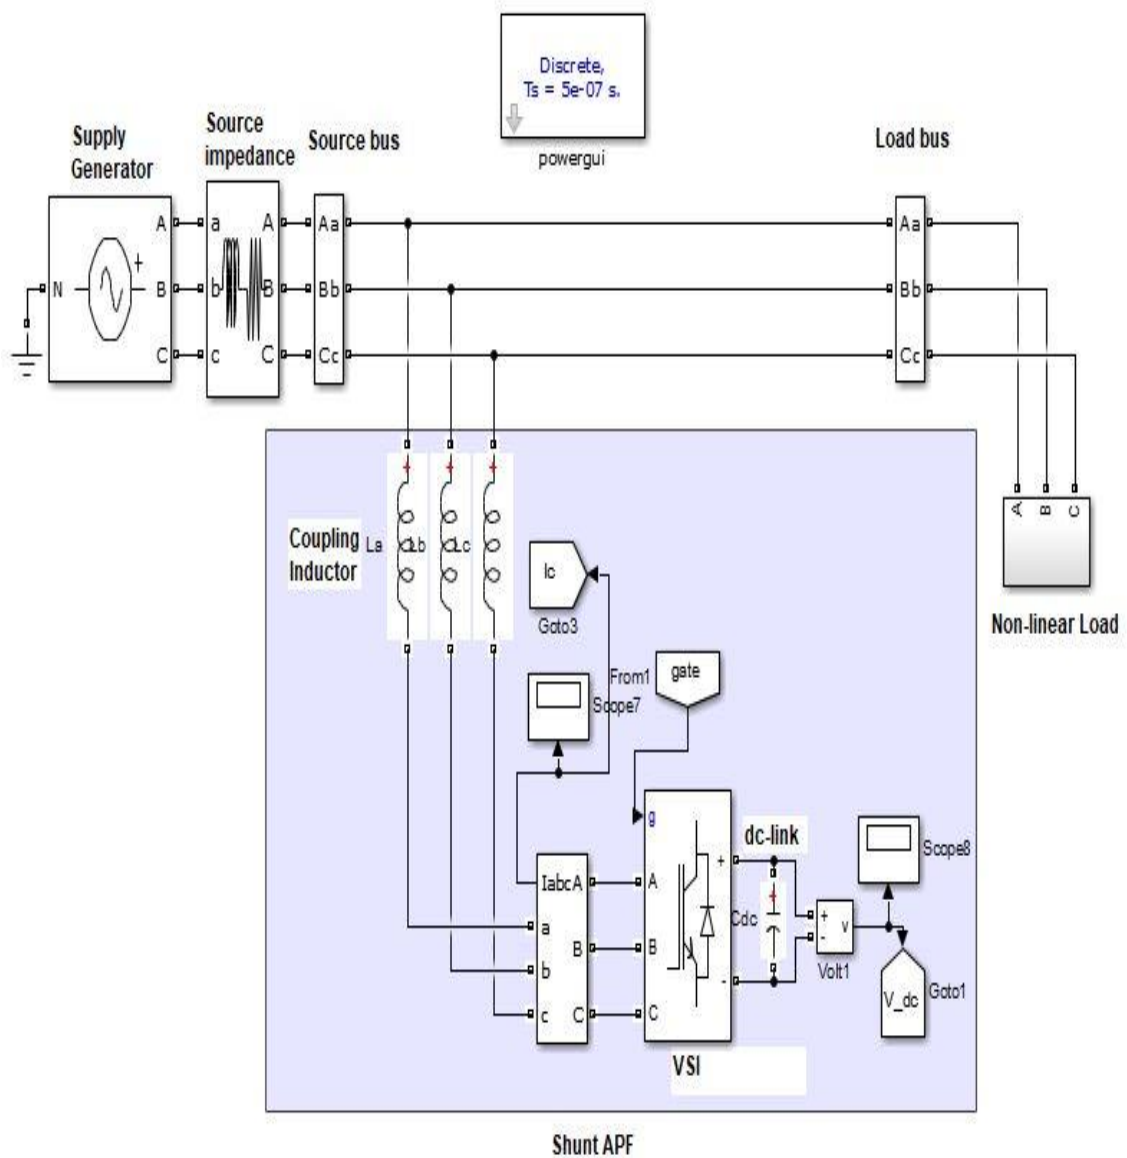 Discrete,
Ts = 5e-07 s.
powergui
Supply
Generator
Source
impedance
Source bus
Load bus
N
A
B
C
a
b
c
A
B
C
Aa
Bb
Cc
Aa
Bb
Cc
A
B
C
Non-linear Load
Coupling
Inductor
La
Lb
Lc
Ic
Goto3
From1
gate
Scope7
g
A
B
C
+
-
VSI
Iabc
A
B
C
a
b
c
dc-link
Cdc
+
-
v
Volt1
Scope8
V_dc
Goto1
Shunt APF